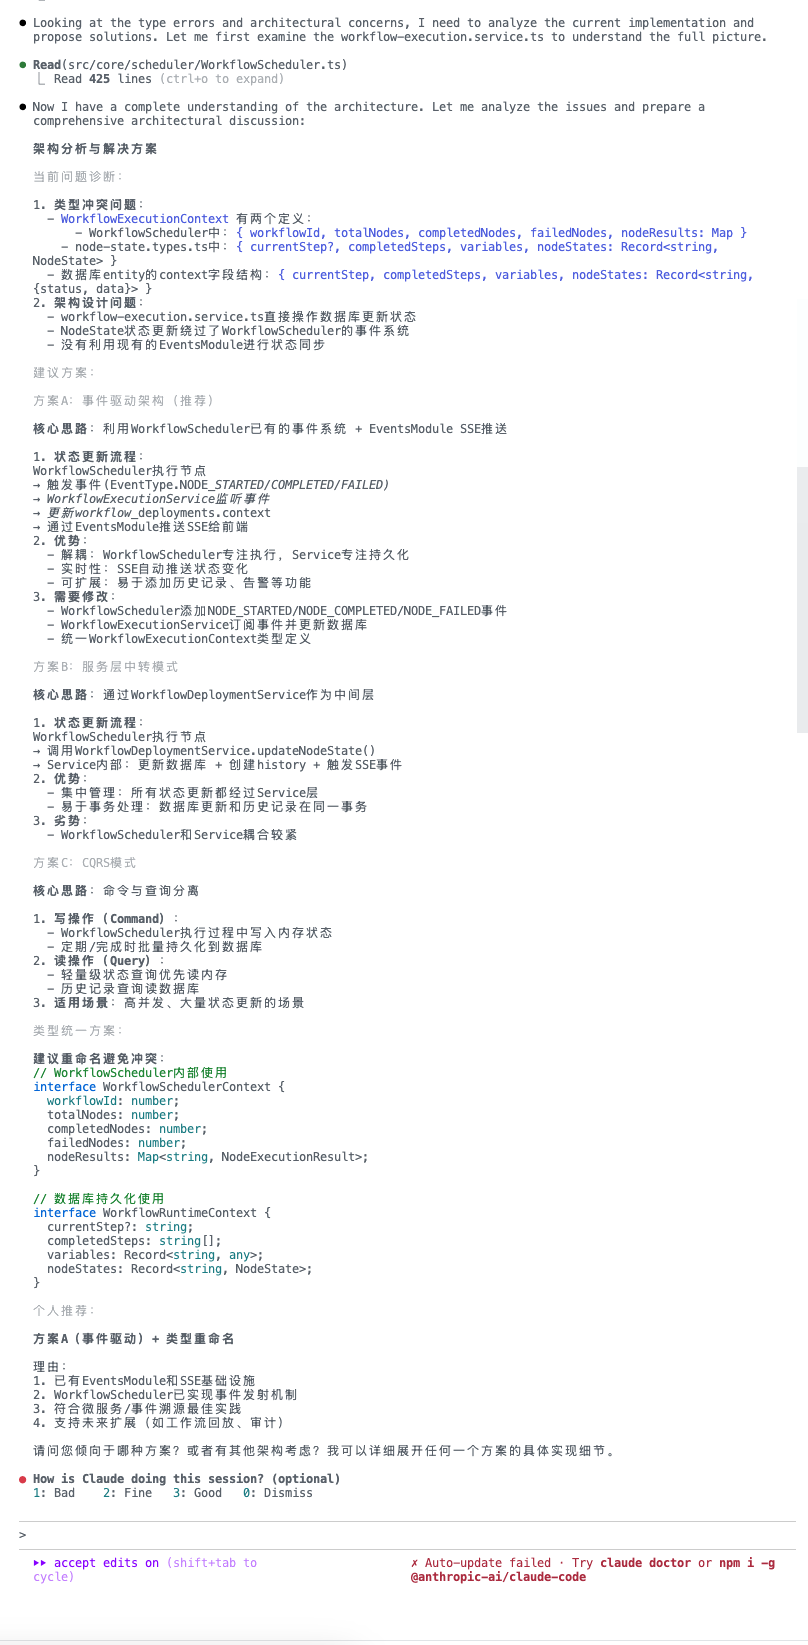 ● Looking at the type errors and architectural concerns, I need to analyze the current implementation and
propose solutions. Let me first examine the workflow-execution.service.ts to understand the full picture.
● Read(src/core/scheduler/WorkflowScheduler.ts)
⎿ Read 425 lines (ctrl+o to expand)
● Now I have a complete understanding of the architecture. Let me analyze the issues and prepare a
comprehensive architectural discussion:
架构分析与解决方案
当前问题诊断：
1. 类型冲突问题：
- WorkflowExecutionContext 有两个定义：
- WorkflowScheduler中：{ workflowId, totalNodes, completedNodes, failedNodes, nodeResults: Map }
- node-state.types.ts中：{ currentStep?, completedSteps, variables, nodeStates: Record<string,
NodeState> }
- 数据库entity的context字段结构：{ currentStep, completedSteps, variables, nodeStates: Record<string,
{status, data}> }
2. 架构设计问题：
- workflow-execution.service.ts直接操作数据库更新状态
- NodeState状态更新绕过了WorkflowScheduler的事件系统
- 没有利用现有的EventsModule进行状态同步
建议方案：
方案A：事件驱动架构（推荐）
核心思路：利用WorkflowScheduler已有的事件系统 + EventsModule SSE推送
1. 状态更新流程：
WorkflowScheduler执行节点
→ 触发事件(EventType.NODE_STARTED/COMPLETED/FAILED)
→ WorkflowExecutionService监听事件
→ 更新workflow_deployments.context
→ 通过EventsModule推送SSE给前端
2. 优势：
- 解耦：WorkflowScheduler专注执行，Service专注持久化
- 实时性：SSE自动推送状态变化
- 可扩展：易于添加历史记录、告警等功能
3. 需要修改：
- WorkflowScheduler添加NODE_STARTED/NODE_COMPLETED/NODE_FAILED事件
- WorkflowExecutionService订阅事件并更新数据库
- 统一WorkflowExecutionContext类型定义
方案B：服务层中转模式
核心思路：通过WorkflowDeploymentService作为中间层
1. 状态更新流程：
WorkflowScheduler执行节点
→ 调用WorkflowDeploymentService.updateNodeState()
→ Service内部：更新数据库 + 创建history + 触发SSE事件
2. 优势：
- 集中管理：所有状态更新都经过Service层
- 易于事务处理：数据库更新和历史记录在同一事务
3. 劣势：
- WorkflowScheduler和Service耦合较紧
方案C：CQRS模式
核心思路：命令与查询分离
1. 写操作（Command）：
- WorkflowScheduler执行过程中写入内存状态
- 定期/完成时批量持久化到数据库
2. 读操作（Query）：
- 轻量级状态查询优先读内存
- 历史记录查询读数据库
3. 适用场景：高并发、大量状态更新的场景
类型统一方案：
建议重命名避免冲突：
// WorkflowScheduler内部使用
interface WorkflowSchedulerContext {
workflowId: number;
totalNodes: number;
completedNodes: number;
failedNodes: number;
nodeResults: Map<string, NodeExecutionResult>;
}
// 数据库持久化使用
interface WorkflowRuntimeContext {
currentStep?: string;
completedSteps: string[];
variables: Record<string, any>;
nodeStates: Record<string, NodeState>;
}
个人推荐：
方案A（事件驱动）+ 类型重命名
理由：
1. 已有EventsModule和SSE基础设施
2. WorkflowScheduler已实现事件发射机制
3. 符合微服务/事件溯源最佳实践
4. 支持未来扩展（如工作流回放、审计）
请问您倾向于哪种方案？或者有其他架构考虑？我可以详细展开任何一个方案的具体实现细节。
● How is Claude doing this session? (optional)
1: Bad 2: Fine 3: Good 0: Dismiss
>
▸▸ accept edits on (shift+tab to
cycle)
✗ Auto-update failed · Try claude doctor or npm i -g
@anthropic-ai/claude-code